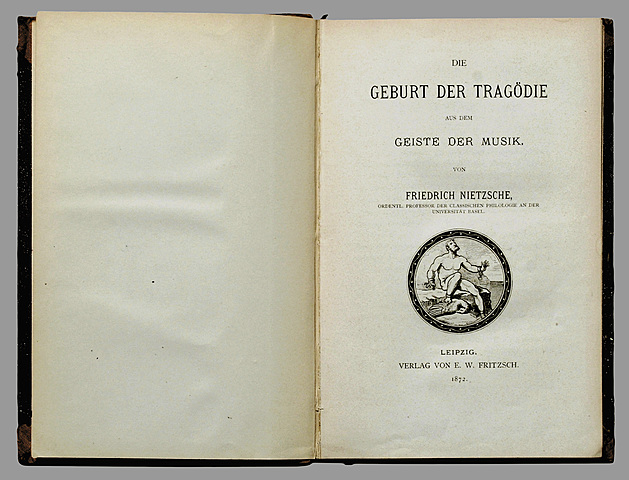 DIE
GEBURT DER TRAGÖDIE
AUS DEM
GEISTE DER MUSIK.
VON
FRIEDRICH NIETZSCHE,
ORDENTL. PROFESSOR DER CLASSISCHEN PHILOLOGIE AN DER
UNIVERSITÄT BASEL.
LEIPZIG.
VERLAG VON E. W. FRITZSCH.
1872.